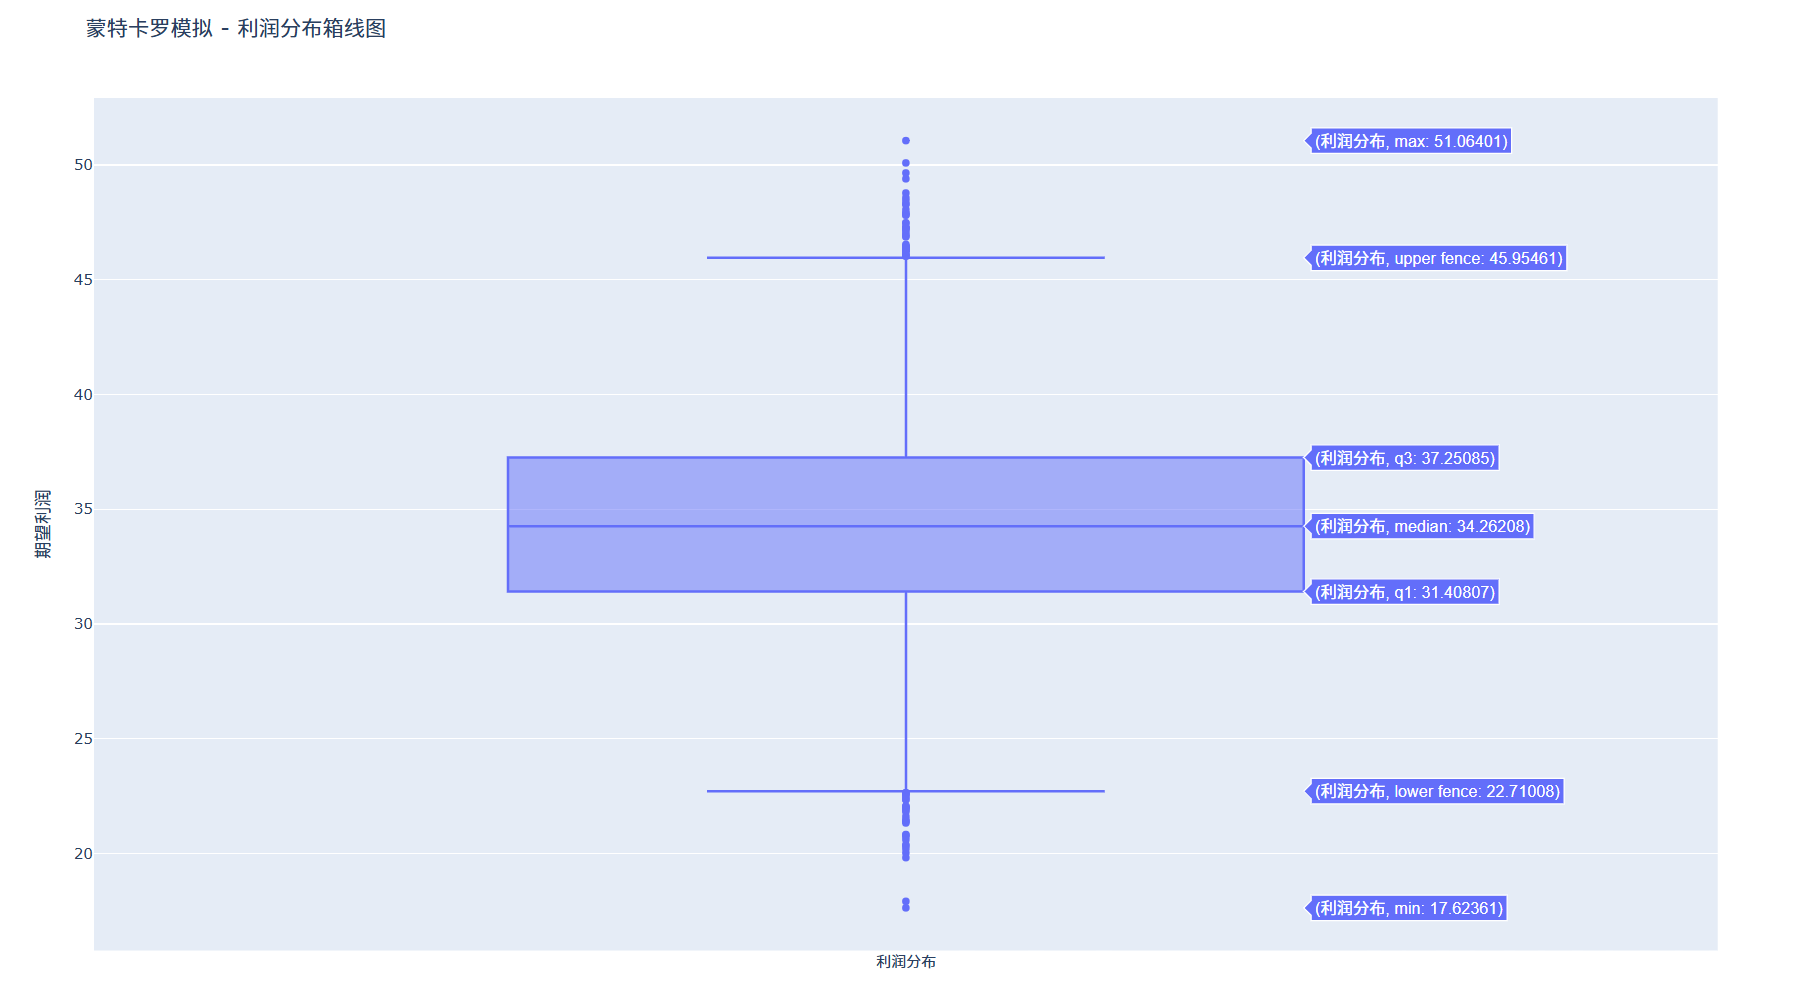 蒙特卡罗模拟 - 利润分布箱线图
(利润分布, max: 51.06401)
50
(利润分布, upper fence: 45.95461)
45
40
(利润分布, q3: 37.25085)
35
期望利润
(利润分布, median: 34.26208)
(利润分布, q1: 31.40807)
30
25
(利润分布, lower fence: 22.71008)
20
(利润分布, min: 17.62361)
利润分布